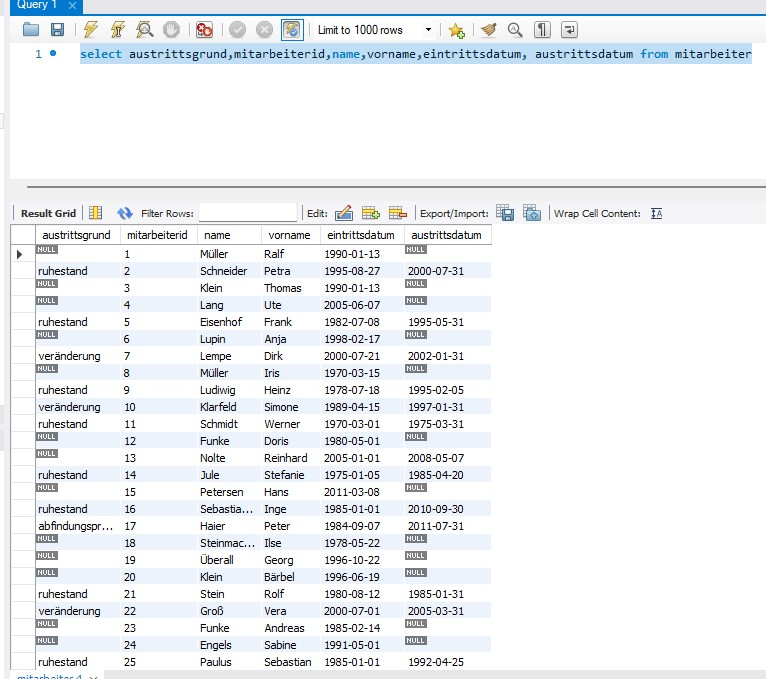 Query 1
Limit to 1000 rows
1 select austrittsgrund,mitarbeiterid,name,vorname,eintrittsdatum, austrittsdatum from mitarbeiter
Result Grid Filter Rows: Edit: Export/Import: Wrap Cell Content:
austrittsgrund mitarbeiterid name vorname eintrittsdatum austrittsdatum
NULL 1 Müller Ralf 1990-01-13 NULL
ruhestand 2 Schneider Petra 1995-08-27 2000-07-31
NULL 3 Klein Thomas 1990-01-13 NULL
NULL 4 Lang Ute 2005-06-07 NULL
ruhestand 5 Eisenhof Frank 1982-07-08 1995-05-31
NULL 6 Lupin Anja 1998-02-17 NULL
veränderung 7 Lempe Dirk 2000-07-21 2002-01-31
NULL 8 Müller Iris 1970-03-15 NULL
ruhestand 9 Ludiwig Heinz 1978-07-18 1995-02-05
veränderung 10 Klarfeld Simone 1989-04-15 1997-01-31
ruhestand 11 Schmidt Werner 1970-03-01 1975-03-31
NULL 12 Funke Doris 1980-05-01 NULL
NULL 13 Nolte Reinhard 2005-01-01 2008-05-07
ruhestand 14 Jule Stefanie 1975-01-05 1985-04-20
NULL 15 Petersen Hans 2011-03-08 NULL
ruhestand 16 Sebastia... Inge 1985-01-01 2010-09-30
abfindungspr... 17 Haier Peter 1984-09-07 2011-07-31
NULL 18 Steinmac... Ilse 1978-05-22 NULL
NULL 19 Überall Georg 1996-10-22 NULL
NULL 20 Klein Bärbel 1996-06-19 NULL
ruhestand 21 Stein Rolf 1980-08-12 1985-01-31
veränderung 22 Groß Vera 2000-07-01 2005-03-31
NULL 23 Funke Andreas 1985-02-14 NULL
NULL 24 Engels Sabine 1991-05-01 NULL
ruhestand 25 Paulus Sebastian 1985-01-01 1992-04-25
mitarbeiter 4